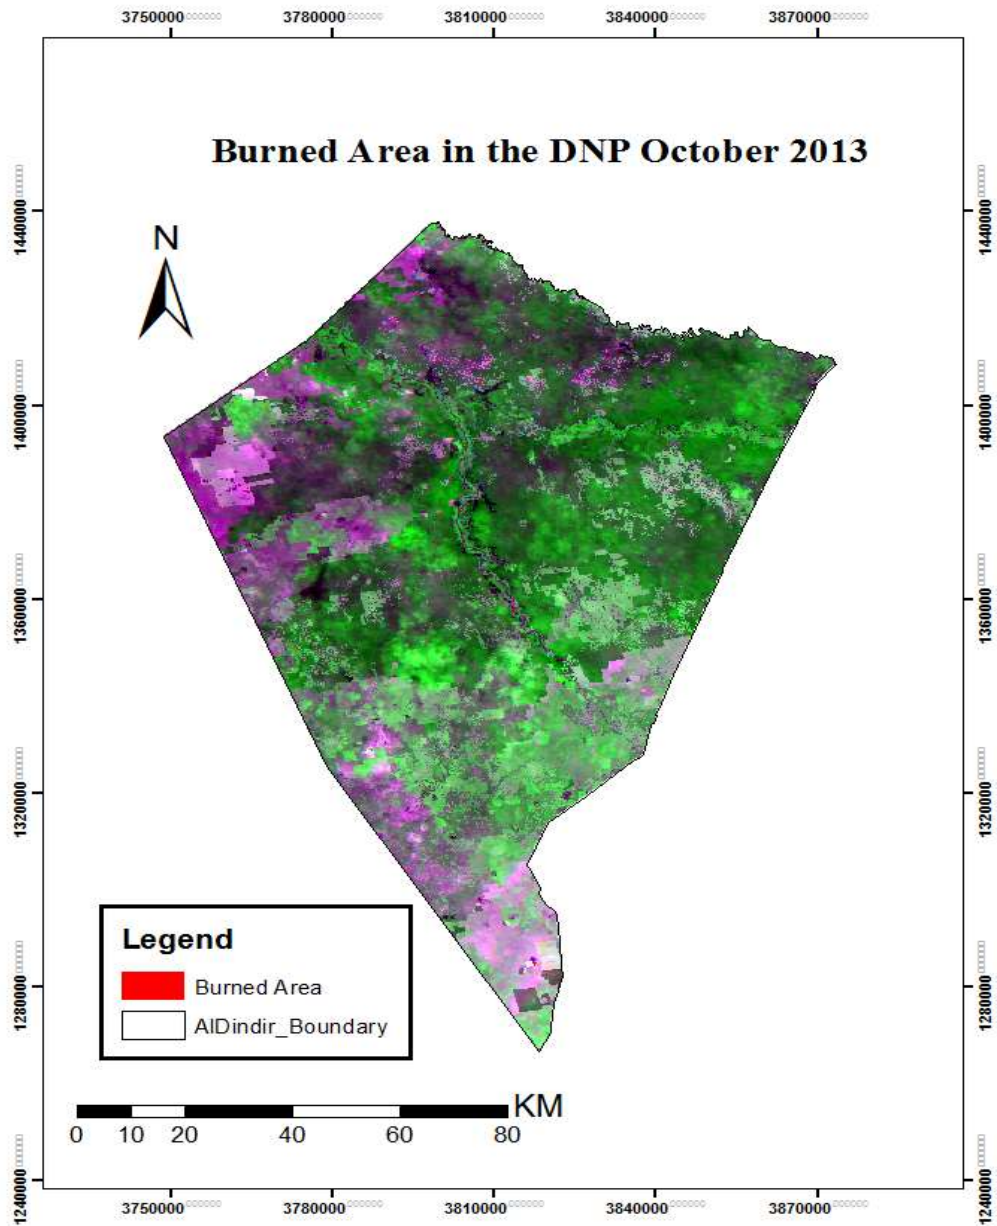 3750000 3780000 3810000 3840000 3870000
Burned Area in the DNP October 2013
N
1440000 1440000
1400000 1400000
1360000 1360000
1320000 1320000
1280000 1280000
1240000 1240000
Legend
Burned Area
AlDindir_Boundary
KM
0 10 20 40 60 80
3750000 3780000 3810000 3840000 3870000